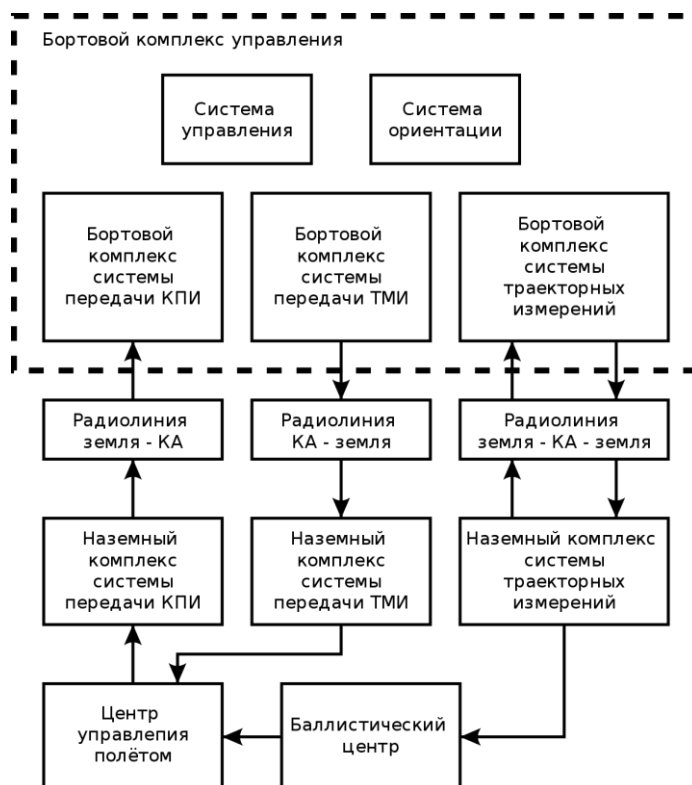 Бортовой комплекс управления
Система
управления
Система
ориентации
Бортовой
комплекс
системы
передачи КПИ
Бортовой
комплекс
системы
передачи ТМИ
Бортовой
комплекс
системы
траекторных
измерений
Радиолиния
земля - КА
Радиолиния
КА - земля
Радиолиния
земля - КА - земля
Наземный
комплекс
системы
передачи КПИ
Наземный
комплекс
системы
передачи ТМИ
Наземный комплекс
системы
траекторных
измерений
Центр
управлепия
полётом
Баллистический
центр